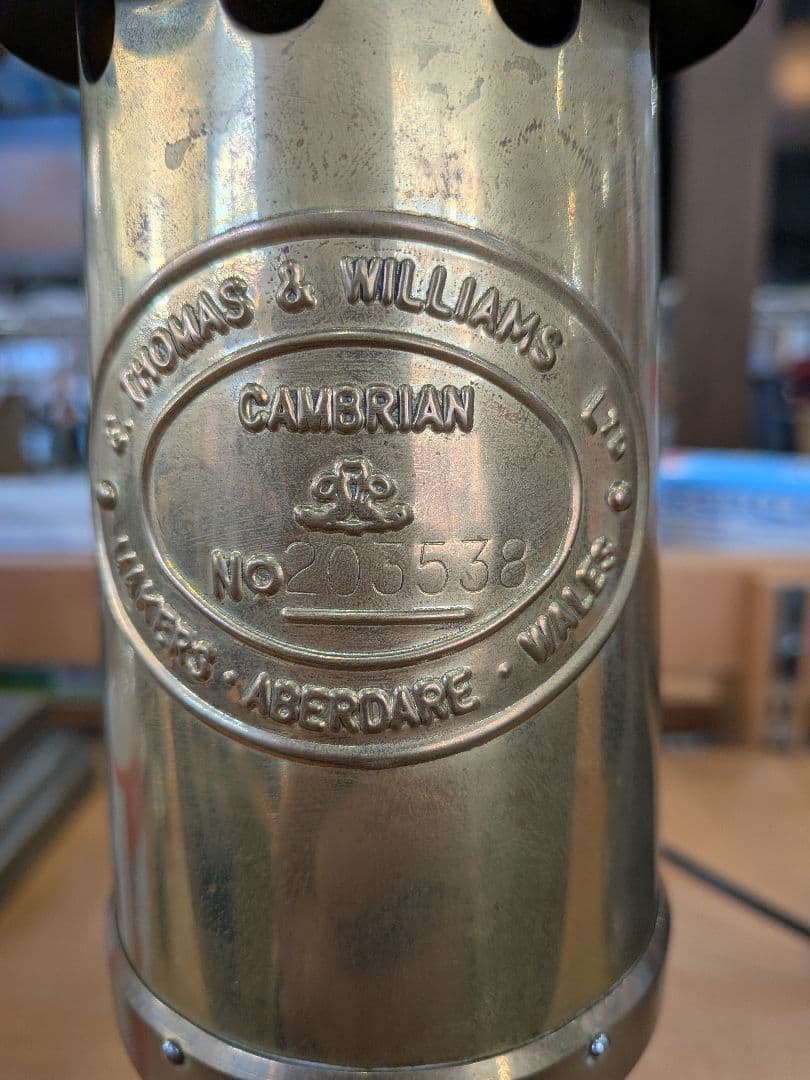 E. THOMAS & WILLIAMS LTD
CAMBRIAN
No 203538
MAKERS · ABERDARE · WALES